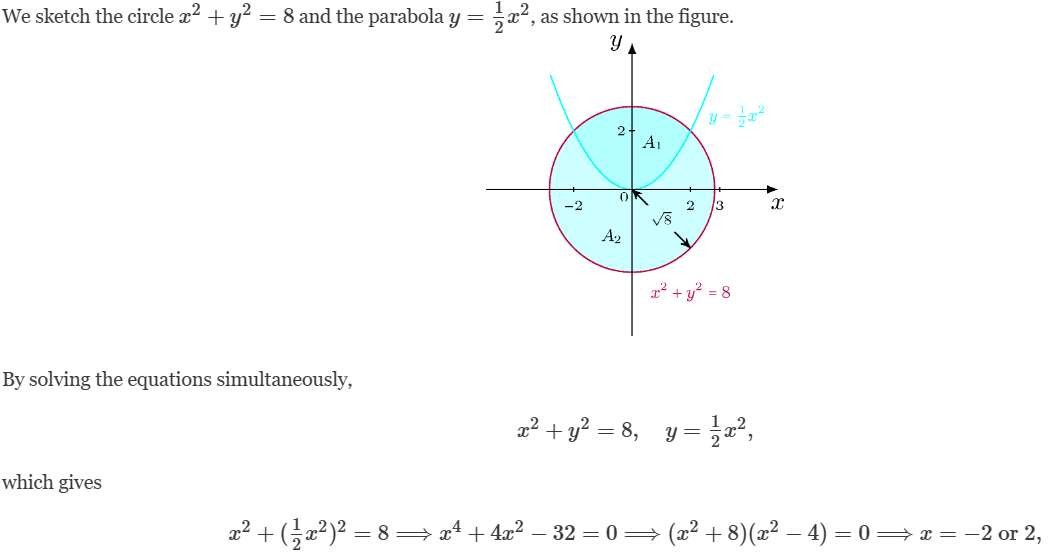 We sketch the circle x² + y² = 8 and the parabola y = ½x², as shown in the figure.
y
y = ½x²
2
A₁
−2
0
2
3
x
√8
A₂
x² + y² = 8
By solving the equations simultaneously,
x² + y² = 8, y = ½x²,
which gives
x² + (½x²)² = 8 ⟹ x⁴ + 4x² − 32 = 0 ⟹ (x² + 8)(x² − 4) = 0 ⟹ x = −2 or 2,